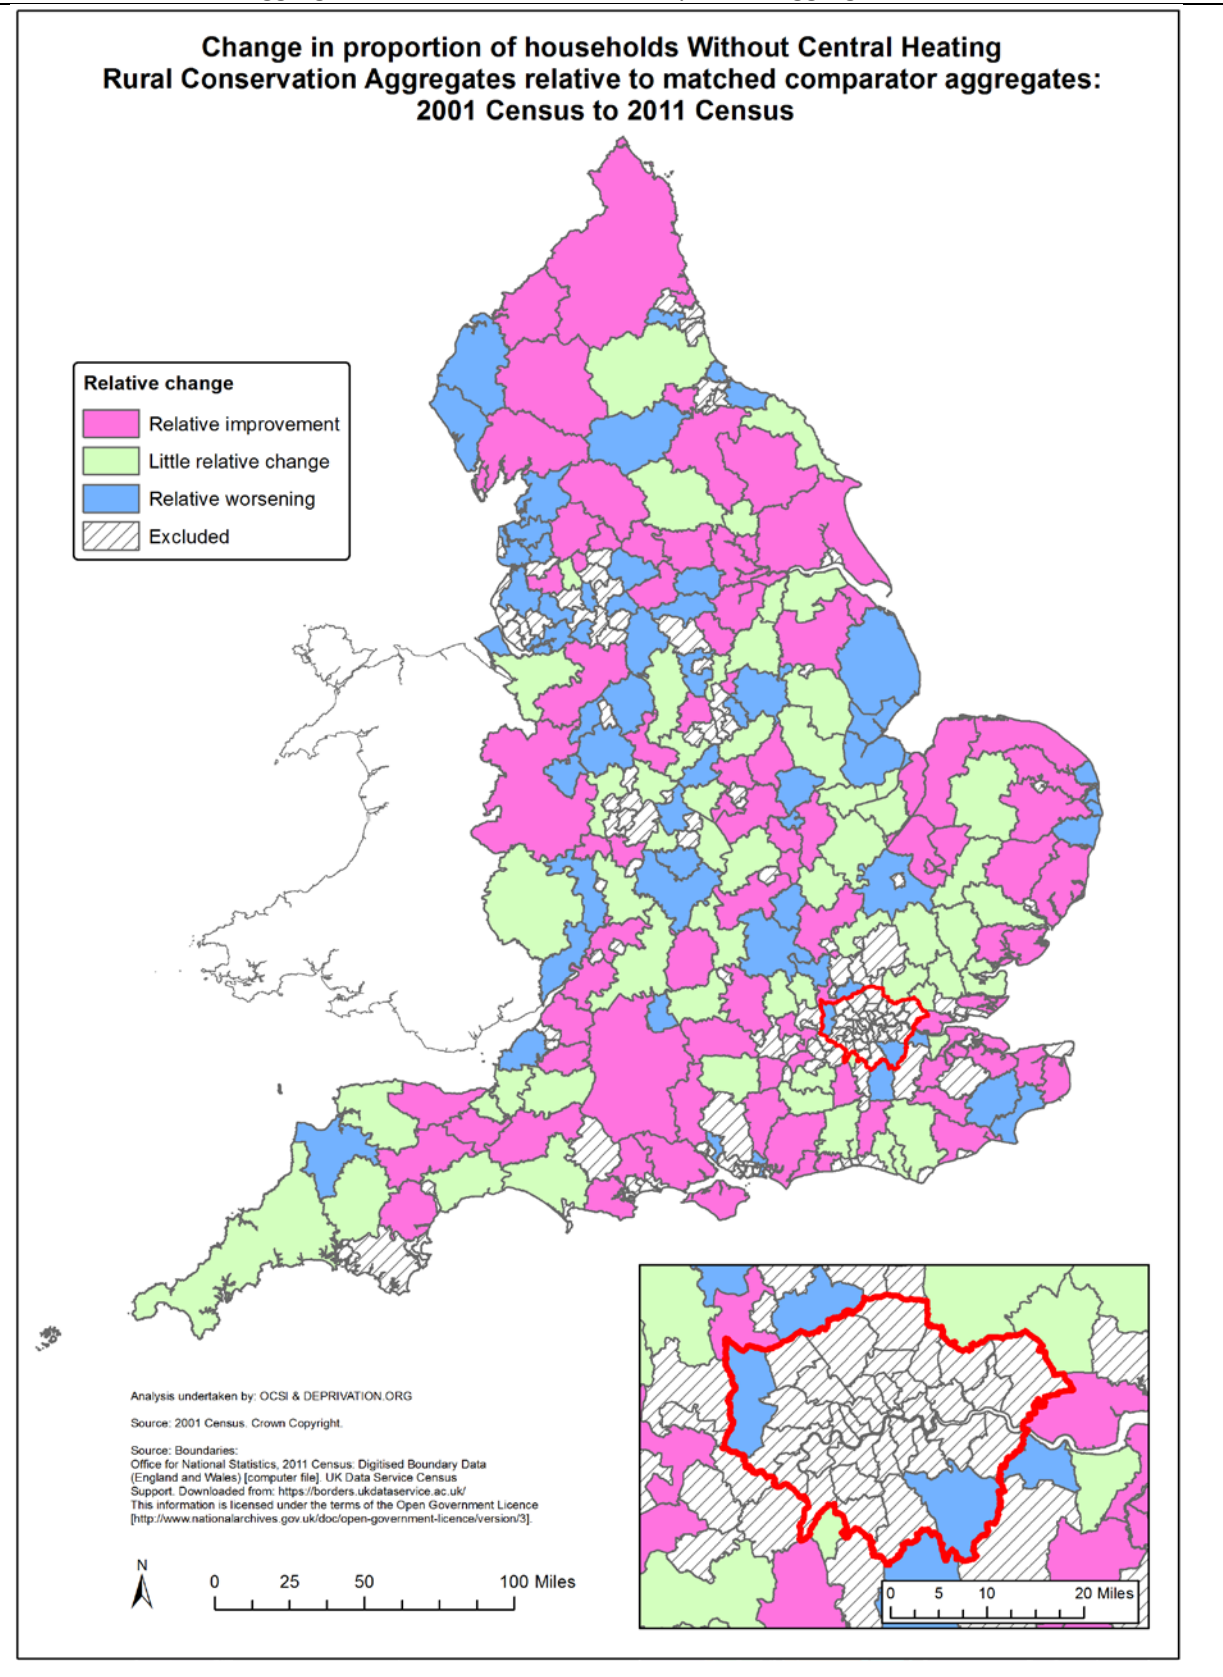 Change in proportion of households Without Central Heating
Rural Conservation Aggregates relative to matched comparator aggregates:
2001 Census to 2011 Census
Relative change
Relative improvement
Little relative change
Relative worsening
Excluded
Analysis undertaken by: OCSI & DEPRIVATION.ORG
Source: 2001 Census. Crown Copyright.
Source: Boundaries:
Office for National Statistics, 2011 Census: Digitised Boundary Data
(England and Wales) [computer file]. UK Data Service Census
Support. Downloaded from: https://borders.ukdataservice.ac.uk/
This information is licensed under the terms of the Open Government Licence
[http://www.nationalarchives.gov.uk/doc/open-government-licence/version/3].
N
0 25 50 100 Miles
0 5 10 20 Miles